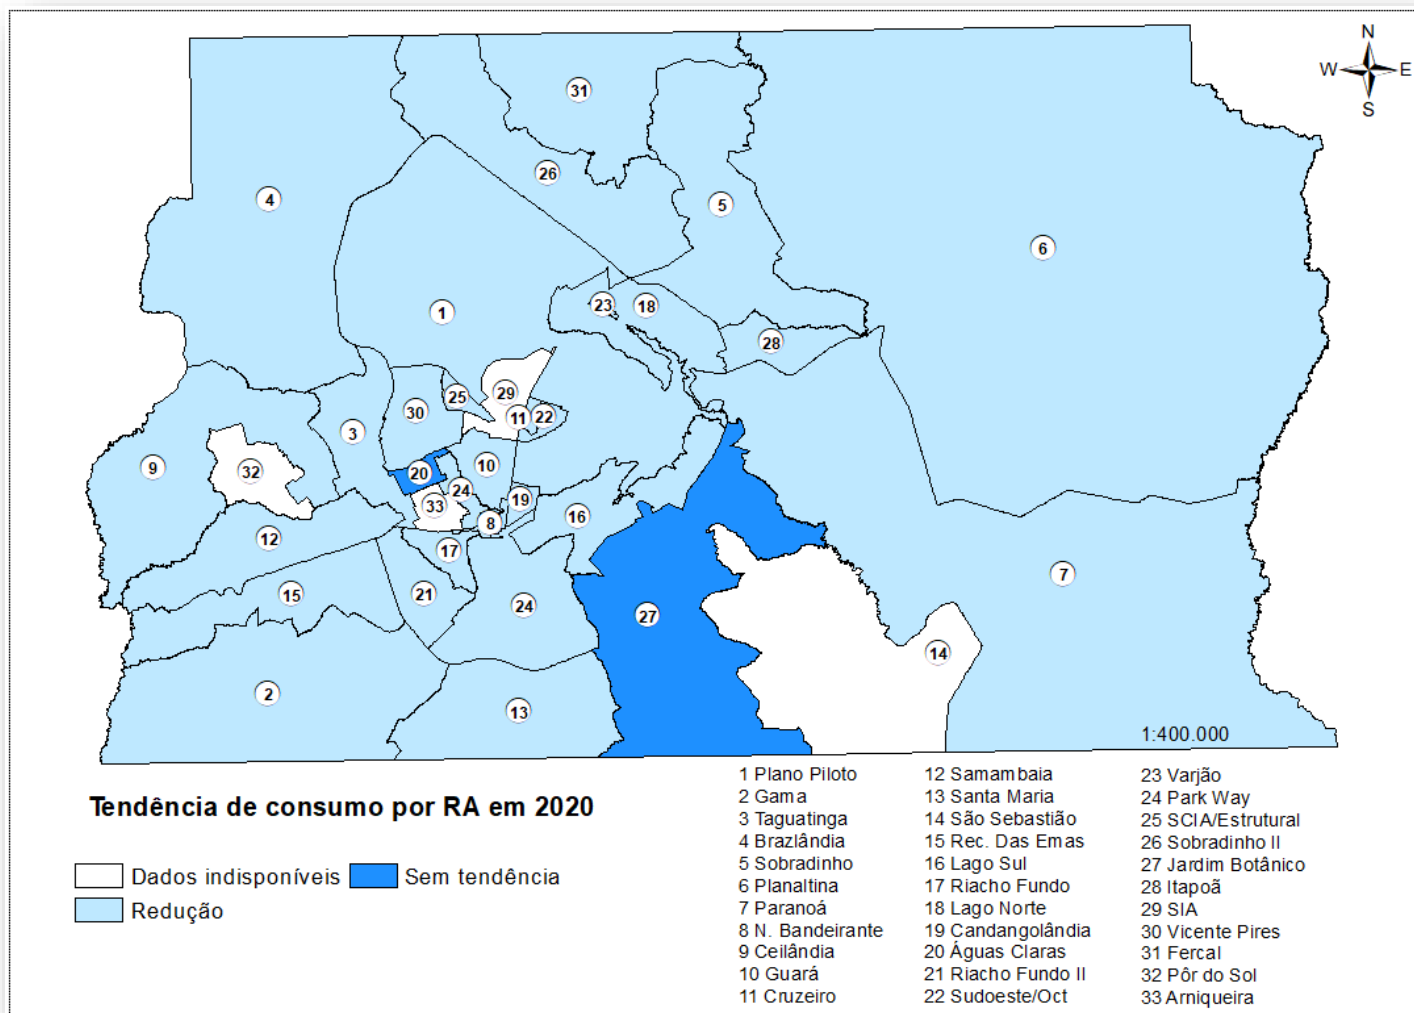 N
W E
S
31
26
4
5
6
23
18
1
28
29
25
30
11
22
3
9
32
20
10
24
33
19
8
16
12
17
7
15
21
24
27
14
2
13
1:400.000
Tendência de consumo por RA em 2020
Dados indisponíveis
Sem tendência
Redução
1 Plano Piloto
2 Gama
3 Taguatinga
4 Brazlândia
5 Sobradinho
6 Planaltina
7 Paranoá
8 N. Bandeirante
9 Ceilândia
10 Guará
11 Cruzeiro
12 Samambaia
13 Santa Maria
14 São Sebastião
15 Rec. Das Emas
16 Lago Sul
17 Riacho Fundo
18 Lago Norte
19 Candangolândia
20 Águas Claras
21 Riacho Fundo II
22 Sudoeste/Oct
23 Varjão
24 Park Way
25 SCIA/Estrutural
26 Sobradinho II
27 Jardim Botânico
28 Itapoã
29 SIA
30 Vicente Pires
31 Fercal
32 Pôr do Sol
33 Arniqueira